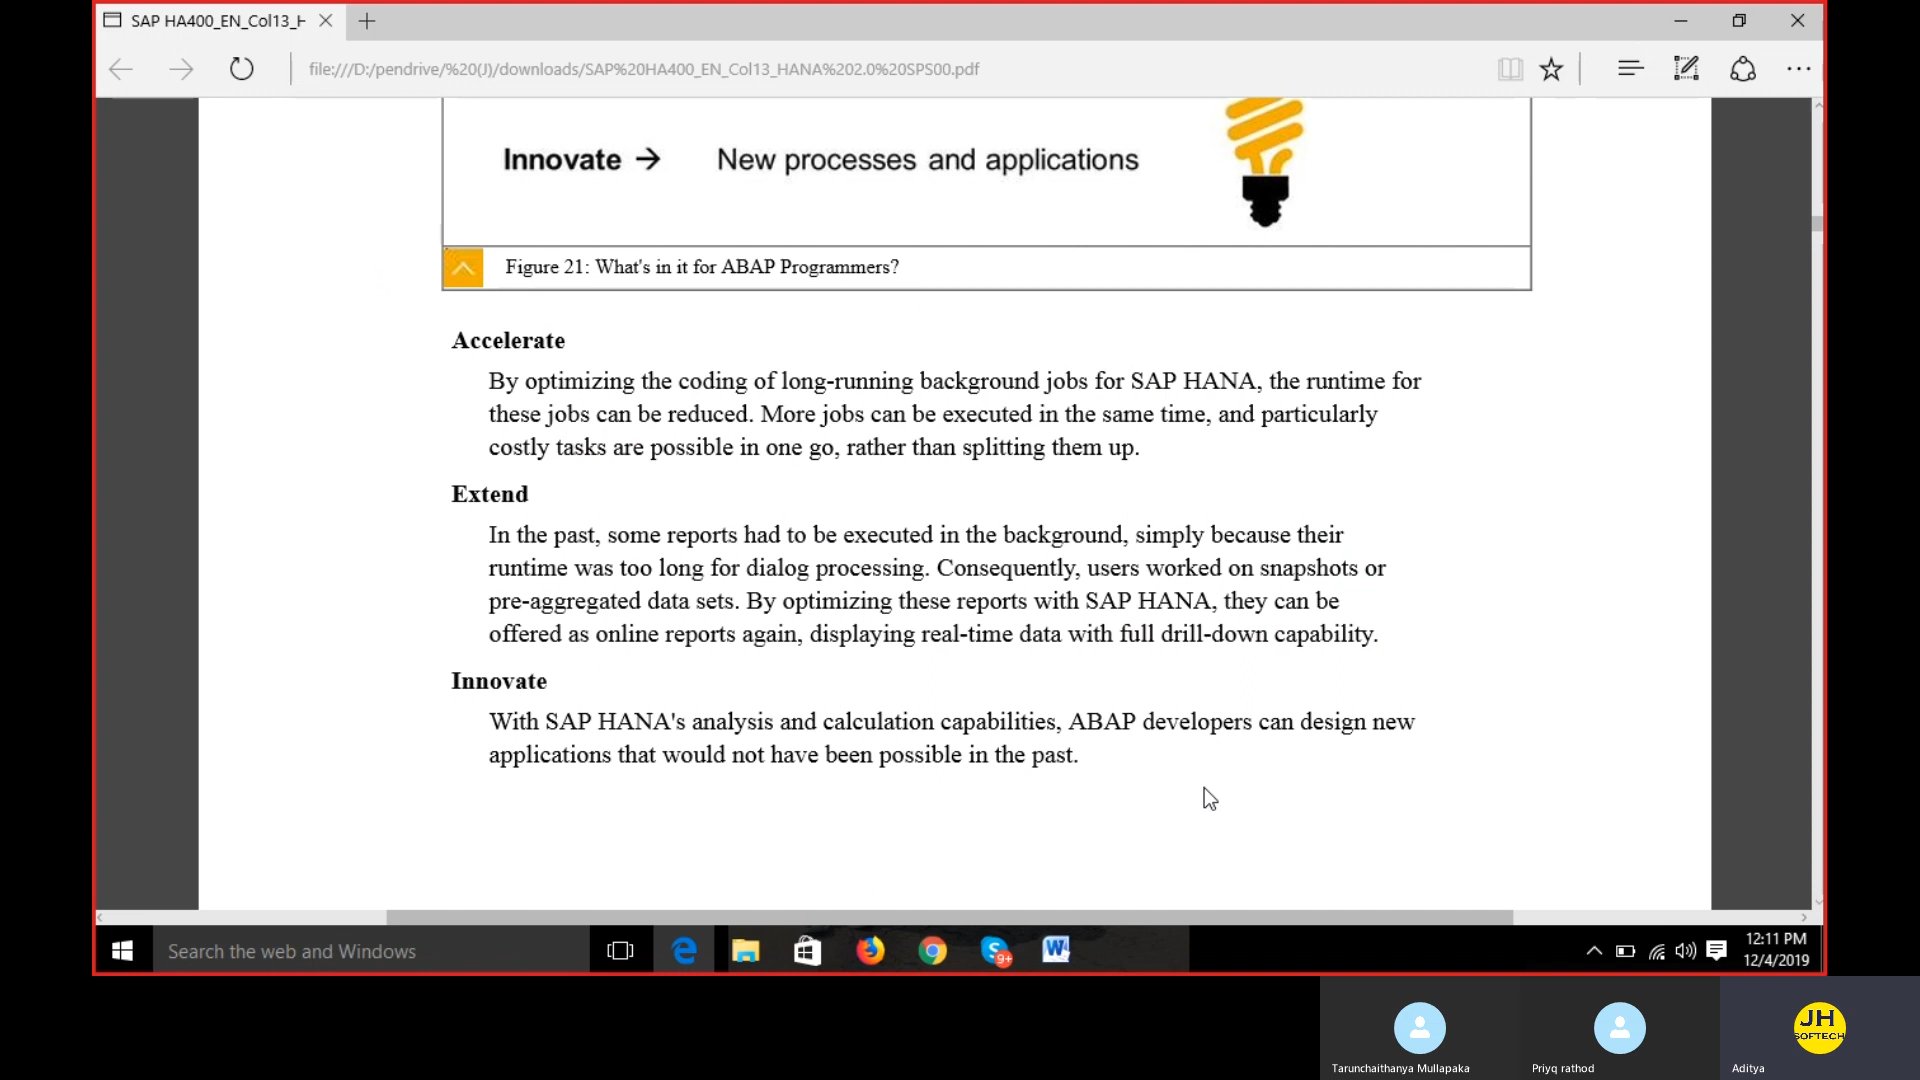 SAP HA400_EN_Col13_H
file:///D:/pendrive/%20(J)/downloads/SAP%20HA400_EN_Col13_HANA%202.0%20SPS00.pdf
Innovate → New processes and applications
Figure 21: What's in it for ABAP Programmers?
Accelerate
By optimizing the coding of long-running background jobs for SAP HANA, the runtime for
these jobs can be reduced. More jobs can be executed in the same time, and particularly
costly tasks are possible in one go, rather than splitting them up.
Extend
In the past, some reports had to be executed in the background, simply because their
runtime was too long for dialog processing. Consequently, users worked on snapshots or
pre-aggregated data sets. By optimizing these reports with SAP HANA, they can be
offered as online reports again, displaying real-time data with full drill-down capability.
Innovate
With SAP HANA's analysis and calculation capabilities, ABAP developers can design new
applications that would not have been possible in the past.
Search the web and Windows
9+
W
12:11 PM
12/4/2019
JH
SOFTECH
Tarunchaithanya Mullapaka
Priyq rathod
Aditya